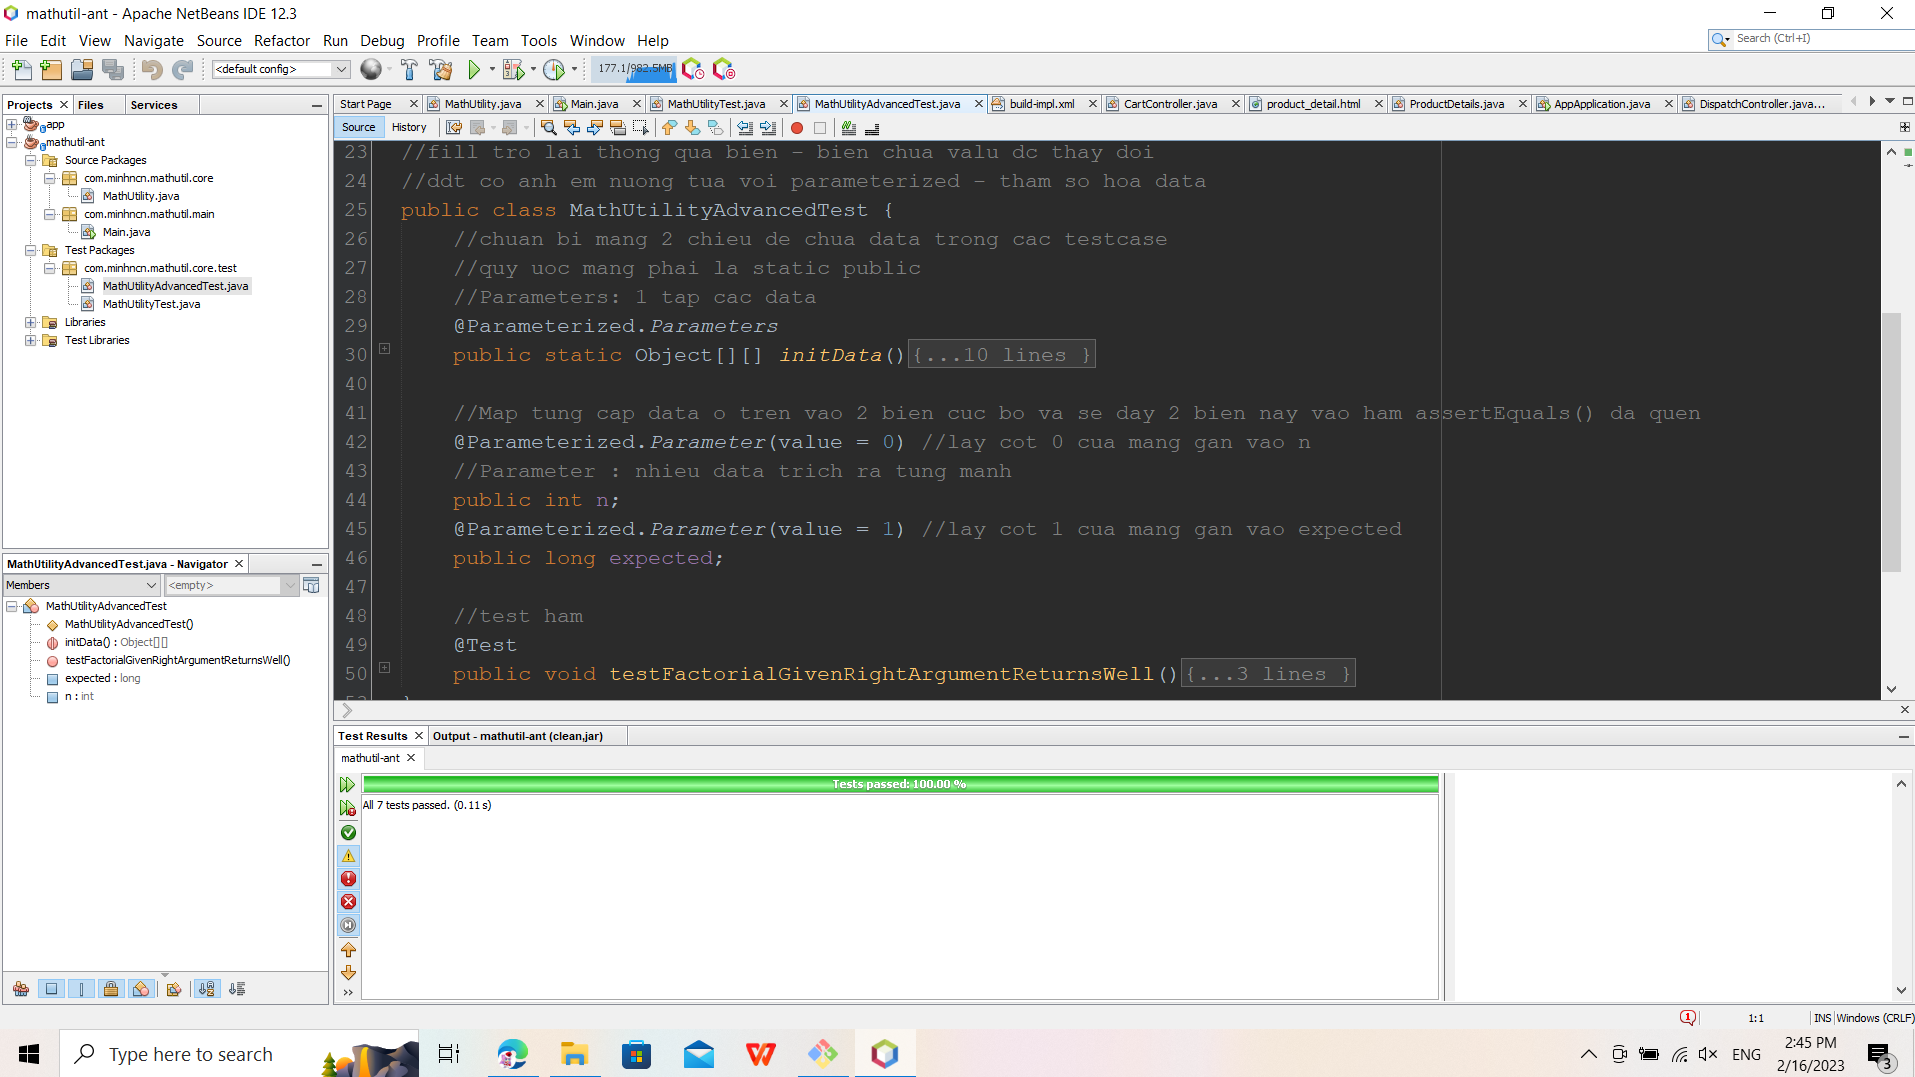 mathutil-ant - Apache NetBeans IDE 12.3
File Edit View Navigate Source Refactor Run Debug Profile Team Tools Window Help
Search (Ctrl+I)
<default config>
177.1/982.5MB
Projects Files Services
app
mathutil-ant
Source Packages
com.minhncn.mathutil.core
MathUtility.java
com.minhncn.mathutil.main
Main.java
Test Packages
com.minhncn.mathutil.core.test
MathUtilityAdvancedTest.java
MathUtilityTest.java
Libraries
Test Libraries
MathUtilityAdvancedTest.java - Navigator
Members
<empty>
MathUtilityAdvancedTest
MathUtilityAdvancedTest()
initData() : Object[][]
testFactorialGivenRightArgumentReturnsWell()
expected : long
n : int
Start Page MathUtility.java Main.java MathUtilityTest.java MathUtilityAdvancedTest.java build-impl.xml CartController.java product_detail.html ProductDetails.java AppApplication.java DispatchController.java...
Source History
23 //fill tro lai thong qua bien - bien chua valu dc thay doi
24 //ddt co anh em nuong tua voi parameterized - tham so hoa data
25 public class MathUtilityAdvancedTest {
26 //chuan bi mang 2 chieu de chua data trong cac testcase
27 //quy uoc mang phai la static public
28 //Parameters: 1 tap cac data
29 @Parameterized.Parameters
30 public static Object[][] initData(){...10 lines }
40
41 //Map tung cap data o tren vao 2 bien cuc bo va se day 2 bien nay vao ham assertEquals() da quen
42 @Parameterized.Parameter(value = 0) //lay cot 0 cua mang gan vao n
43 //Parameter : nhieu data trich ra tung manh
44 public int n;
45 @Parameterized.Parameter(value = 1) //lay cot 1 cua mang gan vao expected
46 public long expected;
47
48 //test ham
49 @Test
50 public void testFactorialGivenRightArgumentReturnsWell(){...3 lines }
Test Results Output - mathutil-ant (clean,jar)
mathutil-ant
Tests passed: 100.00 %
All 7 tests passed. (0.11 s)
1 1:1 INS Windows (CRLF)
Type here to search
ENG
2:45 PM
2/16/2023
3